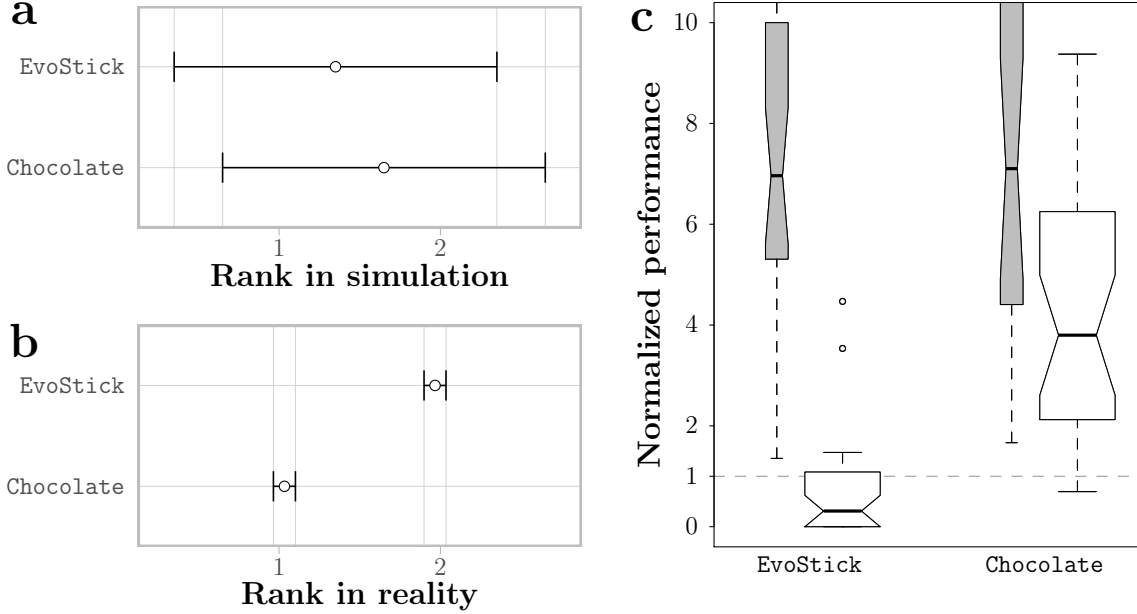 a
EvoStick
Chocolate
1 2
Rank in simulation
b
EvoStick
Chocolate
1 2
Rank in reality
c
Normalized performance
10
8
6
4
2
1
0
EvoStick Chocolate